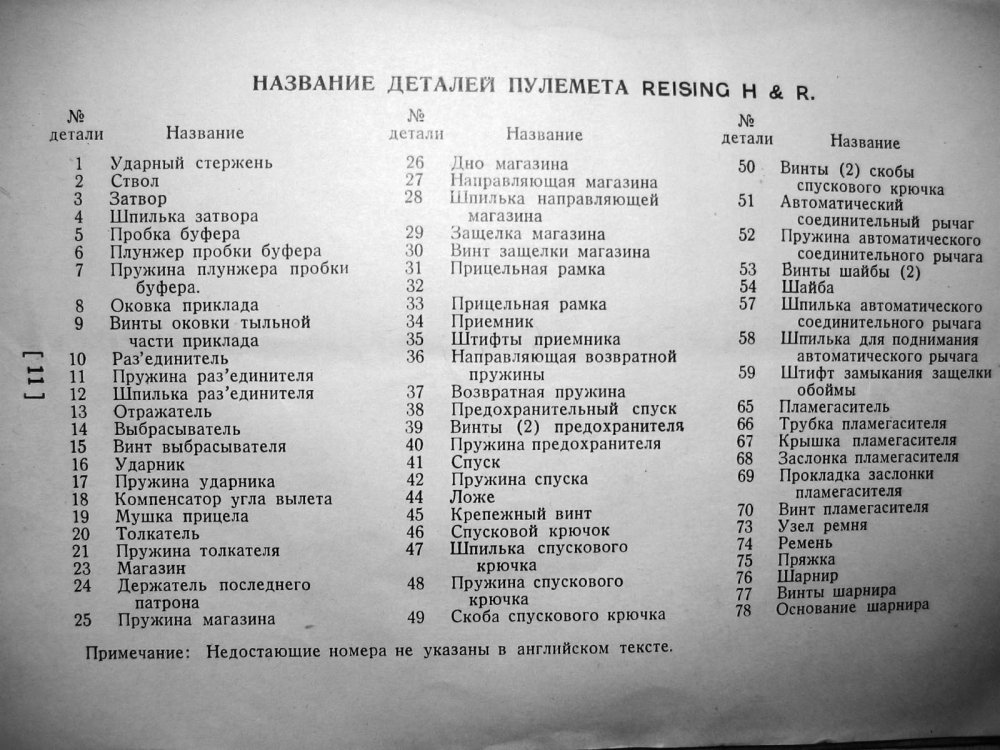 НАЗВАНИЕ ДЕТАЛЕЙ ПУЛЕМЕТА REISING H & R.
№
детали Название
1 Ударный стержень
2 Ствол
3 Затвор
4 Шпилька затвора
5 Пробка буфера
6 Плунжер пробки буфера
7 Пружина плунжера пробки
буфера.
8 Оковка приклада
9 Винты оковки тыльной
части приклада
10 Раз'единитель
11 Пружина раз'единителя
12 Шпилька раз'единителя
13 Отражатель
14 Выбрасыватель
15 Винт выбрасывателя
16 Ударник
17 Пружина ударника
18 Компенсатор угла вылета
19 Мушка прицела
20 Толкатель
21 Пружина толкателя
23 Магазин
24 Держатель последнего
патрона
25 Пружина магазина
№
детали Название
26 Дно магазина
27 Направляющая магазина
28 Шпилька направляющей
магазина
29 Защелка магазина
30 Винт защелки магазина
31 Прицельная рамка
32
33 Прицельная рамка
34 Приемник
35 Штифты приемника
36 Направляющая возвратной
пружины
37 Возвратная пружина
38 Предохранительный спуск
39 Винты (2) предохранителя
40 Пружина предохранителя
41 Спуск
42 Пружина спуска
44 Ложе
45 Крепежный винт
46 Спусковой крючок
47 Шпилька спускового
крючка
48 Пружина спускового
крючка
49 Скоба спускового крючка
№
детали Название
50 Винты (2) скобы
спускового крючка
51 Автоматический
соединительный рычаг
52 Пружина автоматического
соединительного рычага
53 Винты шайбы (2)
54 Шайба
57 Шпилька автоматического
соединительного рычага
58 Шпилька для поднимания
автоматического рычага
59 Штифт замыкания защелки
обоймы
65 Пламегаситель
66 Трубка пламегасителя
67 Крышка пламегасителя
68 Заслонка пламегасителя
69 Прокладка заслонки
пламегасителя
70 Винт пламегасителя
73 Узел ремня
74 Ремень
75 Пряжка
76 Шарнир
77 Винты шарнира
78 Основание шарнира
Примечание: Недостающие номера не указаны в английском тексте.
[ 11 ]